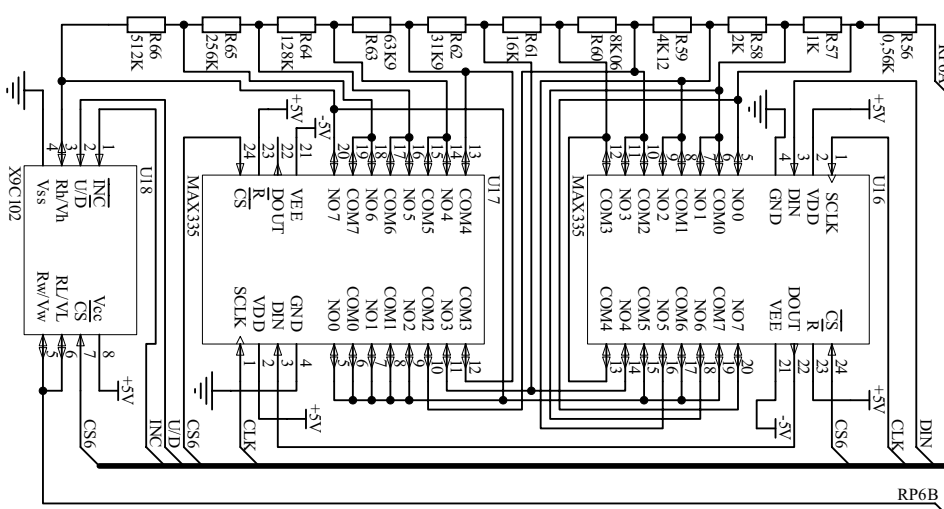 R66
512K
R65
256K
R64
128K
R63
63K9
R62
31K9
R61
16K
R60
8K06
R59
4K12
R58
2K
R57
1K
R56
0,56K
RP6A
U18
X9C102
4
3
2
1
Vss
Rh/Vh
U/D
INC
Rw/Vw
RL/VL
CS
Vcc
5
6
7
8
+5V
CS6
INC
U/D
CS6
CLK
U17
MAX335
24
23
22
21
20
19
18
17
16
15
14
13
+5V
-5V
CS
R
DOUT
VEE
NO7
COM7
NO6
COM6
NO5
COM5
NO4
COM4
SCLK
VDD
DIN
GND
NO0
COM0
NO1
COM1
NO2
COM2
NO3
COM3
1
2
3
4
5
6
7
8
9
10
11
12
+5V
U16
MAX335
12
11
10
9
8
7
6
5
4
3
2
1
+5V
COM3
NO3
COM2
NO2
COM1
NO1
COM0
NO0
GND
DIN
VDD
SCLK
COM4
NO4
COM5
NO5
COM6
NO6
COM7
NO7
VEE
DOUT
R
CS
13
14
15
16
17
18
19
20
21
22
23
24
-5V
+5V
CS6
CLK
DIN
RP6B